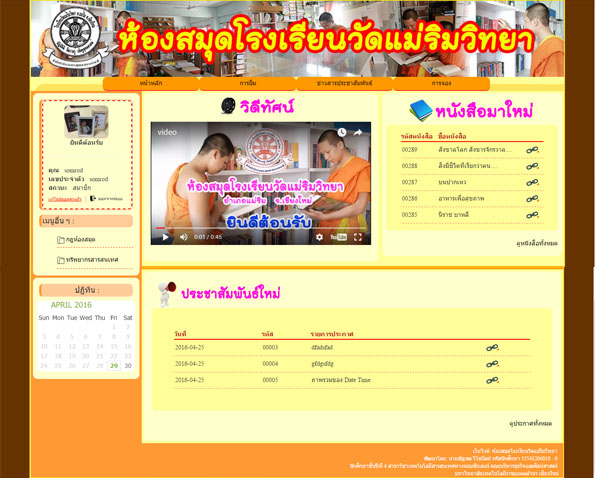 ห้องสมุดโรงเรียนวัดแม่ริมวิทยา
หน้าหลัก การยืม ข่าวสารประชาสัมพันธ์ การจอง
ยินดีต้อนรับ
คุณ somrod
เลขประจำตัว somrod
สถานะ สมาชิก
ออกจากระบบ
เมนูอื่น ๆ :
กฎห้องสมุด
ทรัพยากรสารสนเทศ
ปฏิทิน :
APRIL 2016
Sun Mon Tue Wed Thu Fri Sat
1 2
3 4 5 6 7 8 9
10 11 12 13 14 15 16
17 18 19 20 21 22 23
24 25 26 27 28 29 30
วิดีทัศน์
video
ห้องสมุดโรงเรียนวัดแม่ริมวิทยา
อำเภอแม่ริม จ.เชียงใหม่
ยินดีต้อนรับ
0:01 / 0:45
YouTube
หนังสือมาใหม่
รหัสหนังสือ ชื่อหนังสือ
00289 สังขาลโลก สังขารจักรวาล....
00288 สิ่งมีชีวิตที่เรียกว่าคน....
00287 บนปากเหว
00286 อาหารเพื่อสุขภาพ
00285 นิราช บาหลี
ดูหนังสือทั้งหมด
ประชาสัมพันธ์ใหม่
วันที่ รหัส รายการประกาศ
2016-04-25 00003 dfadsfad
2016-04-25 00004 gfdgsfdg
2016-04-25 00005 ภาพรวมของ Date Time
ดูประกาศทั้งหมด
เว็บไซต์ ห้องสมุดโรงเรียนวัดแม่ริมวิทยา